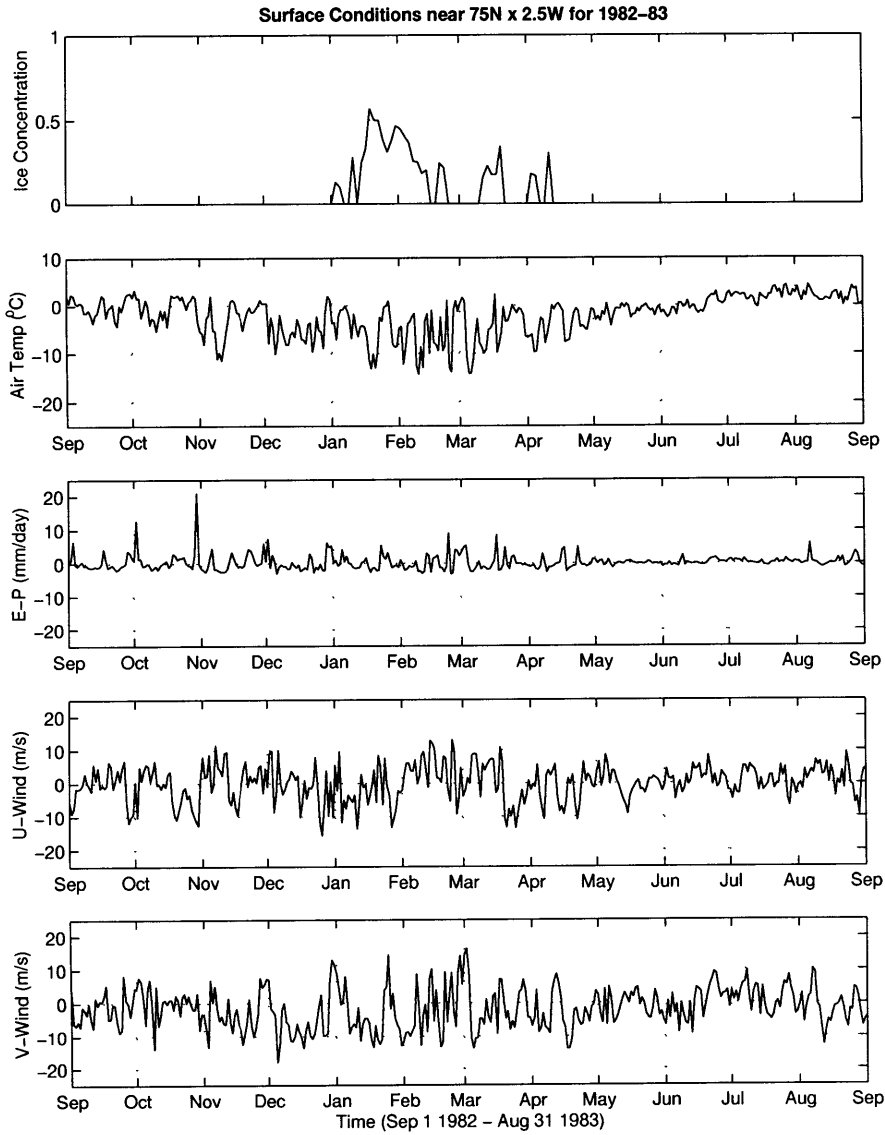 Surface Conditions near 75N x 2.5W for 1982–83
1
0.5
0
Ice Concentration
10
0
−10
−20
Air Temp (ºC)
Sep Oct Nov Dec Jan Feb Mar Apr May Jun Jul Aug Sep
20
10
0
−10
−20
E–P (mm/day)
Sep Oct Nov Dec Jan Feb Mar Apr May Jun Jul Aug Sep
20
10
0
−10
−20
U–Wind (m/s)
Sep Oct Nov Dec Jan Feb Mar Apr May Jun Jul Aug Sep
20
10
0
−10
−20
V–Wind (m/s)
Sep Oct Nov Dec Jan Feb Mar Apr May Jun Jul Aug Sep
Time (Sep 1 1982 – Aug 31 1983)